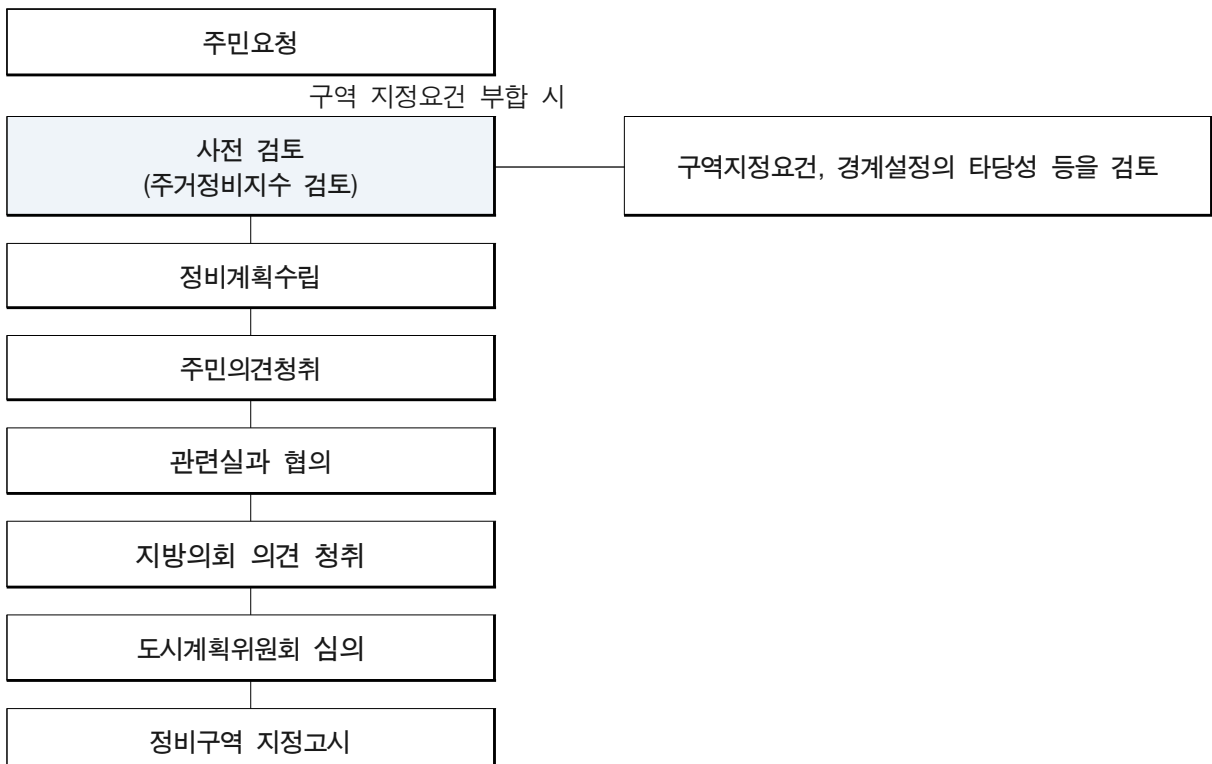 주민요청
구역 지정요건 부합 시
사전 검토
(주거정비지수 검토)
구역지정요건, 경계설정의 타당성 등을 검토
정비계획수립
주민의견청취
관련실과 협의
지방의회 의견 청취
도시계획위원회 심의
정비구역 지정고시